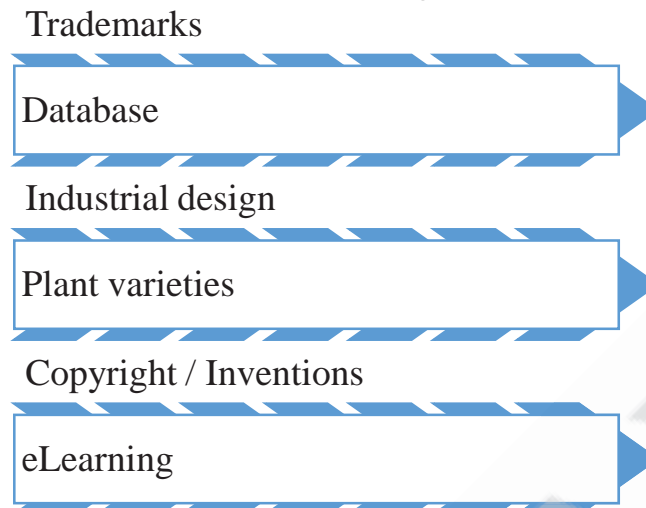 Trademarks
Database
Industrial design
Plant varieties
Copyright / Inventions
eLearning